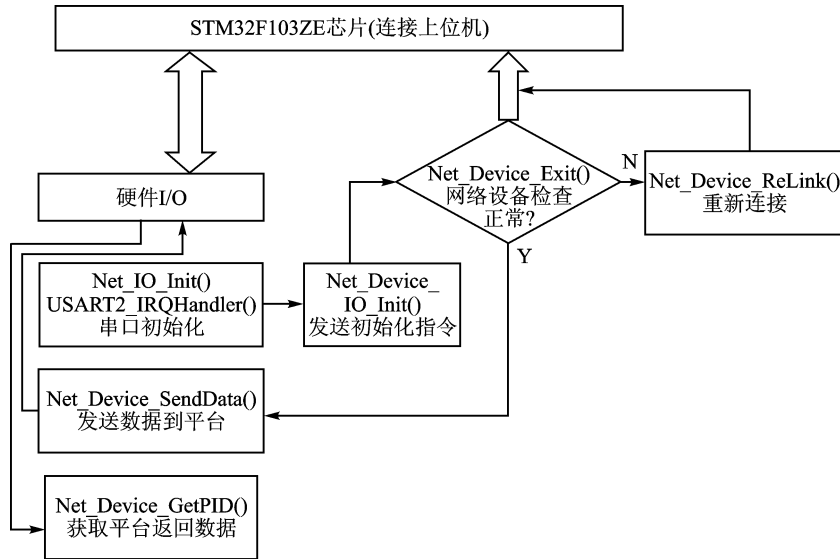 STM32F103ZE芯片(连接上位机)
Net_Device_Exit()
网络设备检查
正常?
N
Net_Device_ReLink()
重新连接
硬件I/O
Y
Net_IO_Init()
USART2_IRQHandler()
串口初始化
Net_Device_
IO_Init()
发送初始化指令
Net_Device_SendData()
发送数据到平台
Net_Device_GetPID()
获取平台返回数据